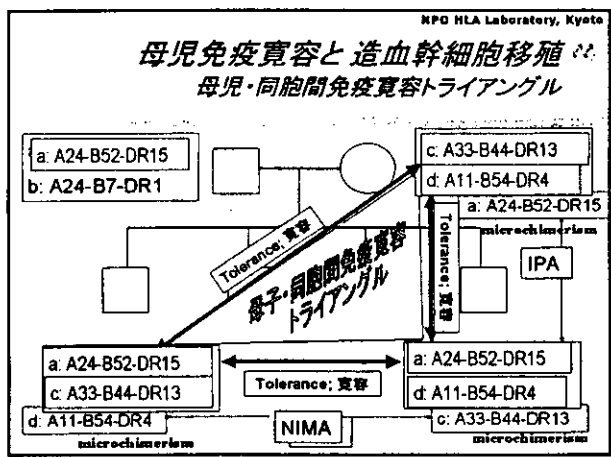 NPO HLA Laboratory, Kyoto
母児免疫寛容と造血幹細胞移植
母児・同胞間免疫寛容トライアングル
a: A24-B52-DR15
b: A24-B7-DR1
c: A33-B44-DR13
d: A11-B54-DR4
a: A24-B52-DR15
microchimerism
Tolerance; 寛容
Tolerance; 寛容
IPA
母子・同胞間免疫寛容
トライアングル
a: A24-B52-DR15
c: A33-B44-DR13
d: A11-B54-DR4
microchimerism
Tolerance; 寛容
NIMA
a: A24-B52-DR15
d: A11-B54-DR4
c: A33-B44-DR13
microchimerism